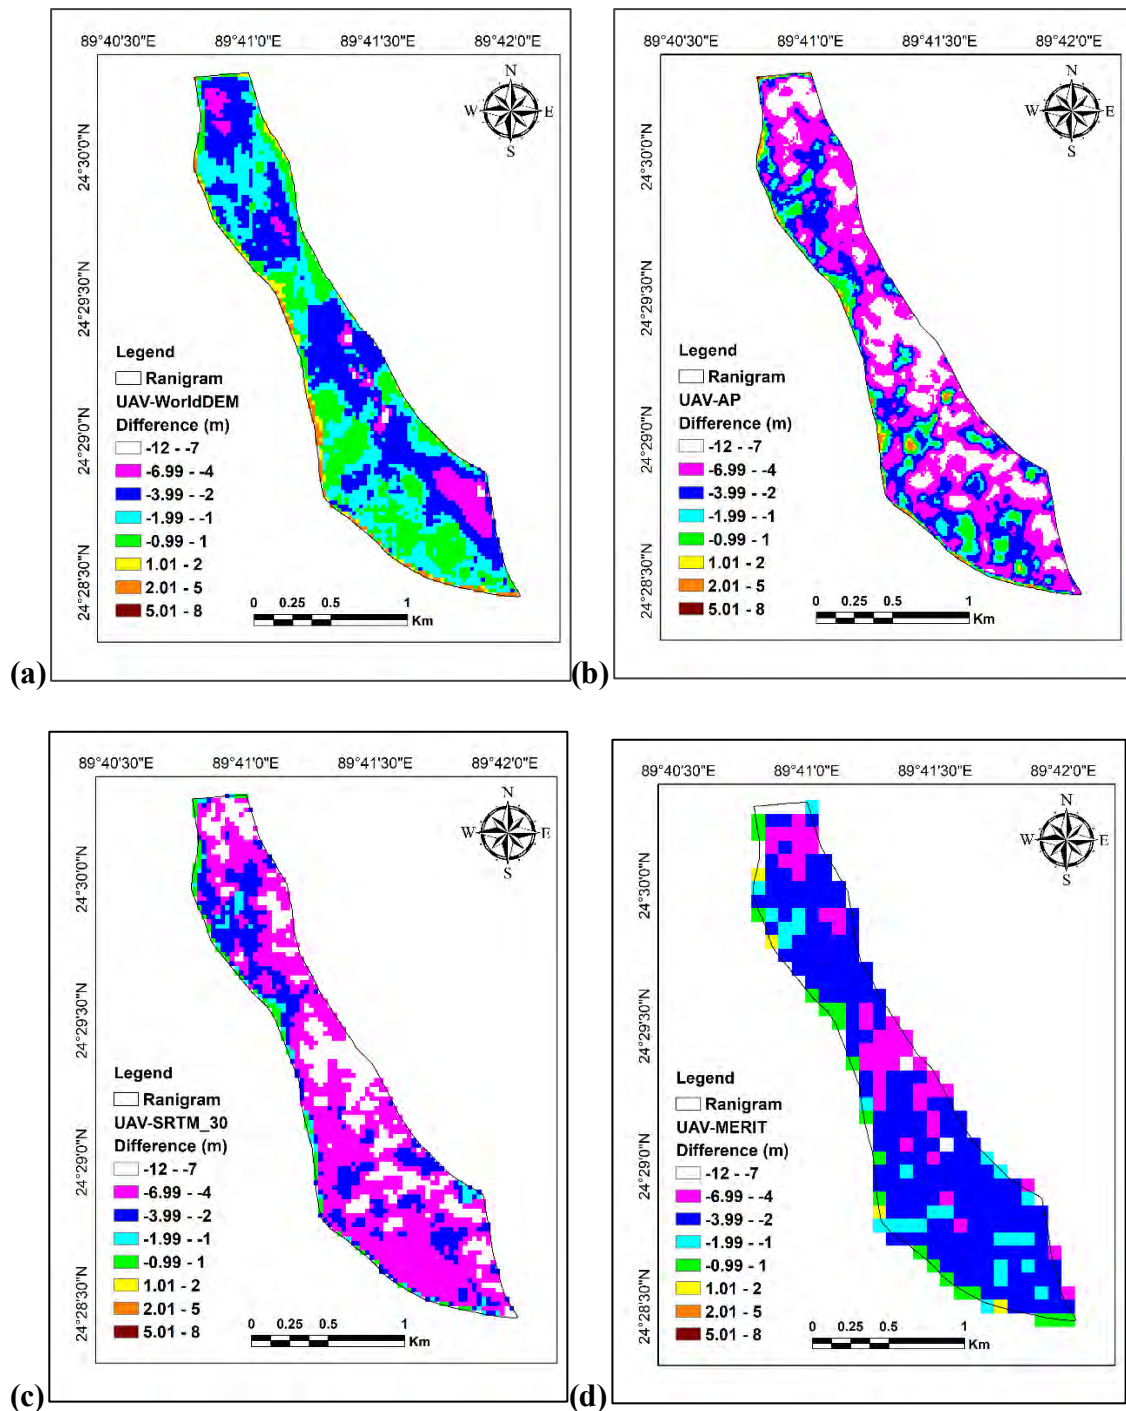 (a)
89°40'30"E 89°41'0"E 89°41'30"E 89°42'0"E
N
W E
S
24°30'0"N
24°29'30"N
24°29'0"N
24°28'30"N
Legend
Ranigram
UAV-WorldDEM
Difference (m)
-12 - -7
-6.99 - -4
-3.99 - -2
-1.99 - -1
-0.99 - 1
1.01 - 2
2.01 - 5
5.01 - 8
0 0.25 0.5 1
Km
(b)
89°40'30"E 89°41'0"E 89°41'30"E 89°42'0"E
N
W E
S
24°30'0"N
24°29'30"N
24°29'0"N
24°28'30"N
Legend
Ranigram
UAV-AP
Difference (m)
-12 - -7
-6.99 - -4
-3.99 - -2
-1.99 - -1
-0.99 - 1
1.01 - 2
2.01 - 5
5.01 - 8
0 0.25 0.5 1
Km
(c)
89°40'30"E 89°41'0"E 89°41'30"E 89°42'0"E
N
W E
S
24°30'0"N
24°29'30"N
24°29'0"N
24°28'30"N
Legend
Ranigram
UAV-SRTM_30
Difference (m)
-12 - -7
-6.99 - -4
-3.99 - -2
-1.99 - -1
-0.99 - 1
1.01 - 2
2.01 - 5
5.01 - 8
0 0.25 0.5 1
Km
(d)
89°40'30"E 89°41'0"E 89°41'30"E 89°42'0"E
N
W E
S
24°30'0"N
24°29'30"N
24°29'0"N
24°28'30"N
Legend
Ranigram
UAV-MERIT
Difference (m)
-12 - -7
-6.99 - -4
-3.99 - -2
-1.99 - -1
-0.99 - 1
1.01 - 2
2.01 - 5
5.01 - 8
0 0.25 0.5 1
Km